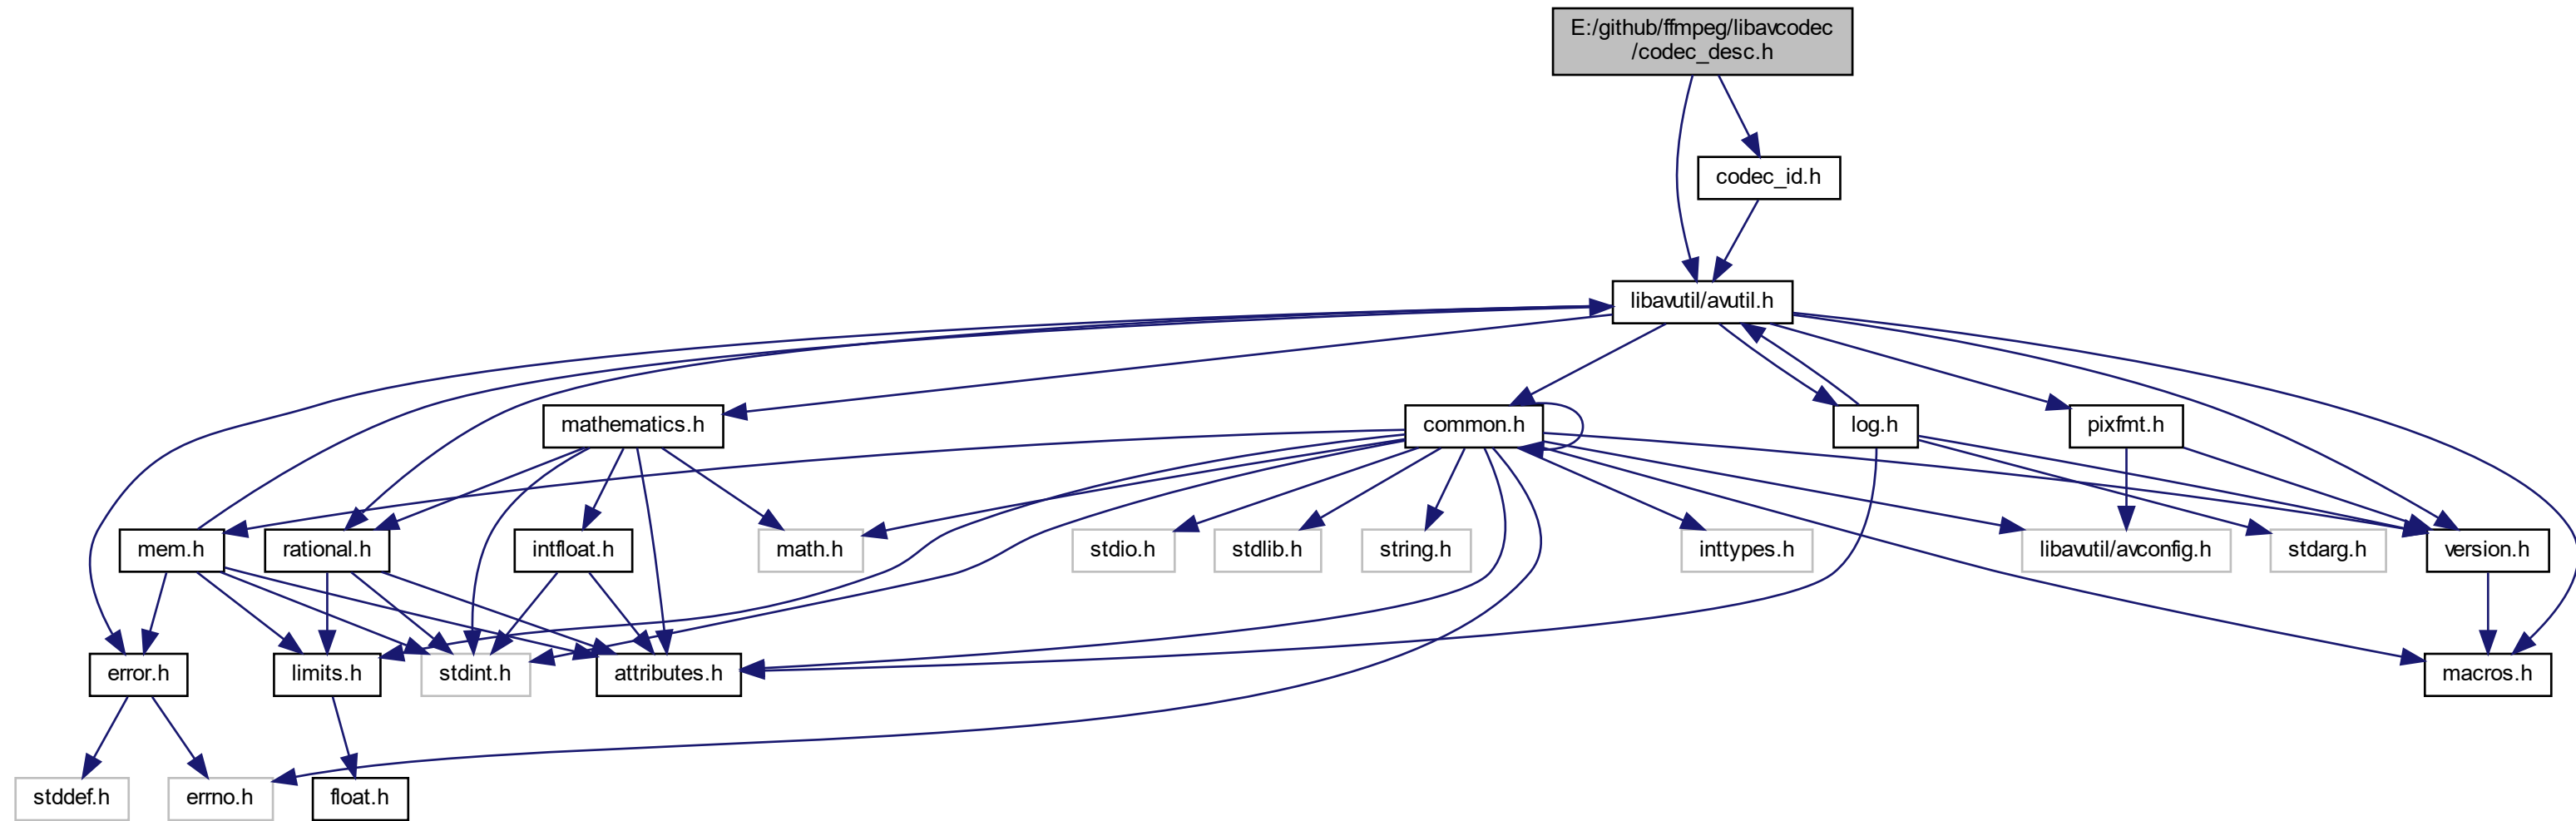 E:/github/ffmpeg/libavcodec
/codec_desc.h
codec_id.h
libavutil/avutil.h
mathematics.h
common.h
log.h
pixfmt.h
mem.h
rational.h
intfloat.h
math.h
stdio.h
stdlib.h
string.h
inttypes.h
libavutil/avconfig.h
stdarg.h
version.h
error.h
limits.h
stdint.h
attributes.h
macros.h
stddef.h
errno.h
float.h